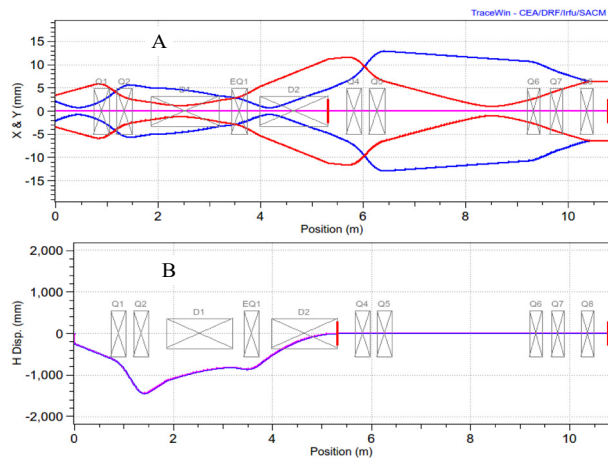 TraceWin - CEA/DRF/Irfu/SACM
A
15
10
5
0
-5
-10
-15
X & Y (mm)
Q1 Q2 D1 EQ1 D2 Q4 Q5 Q6 Q7 Q8
0 2 4 6 8 10
Position (m)
B
2,000
1,000
0
-1,000
-2,000
H Disp. (mm)
Q1 Q2 D1 EQ1 D2 Q4 Q5 Q6 Q7 Q8
0 2 4 6 8 10
Position (m)